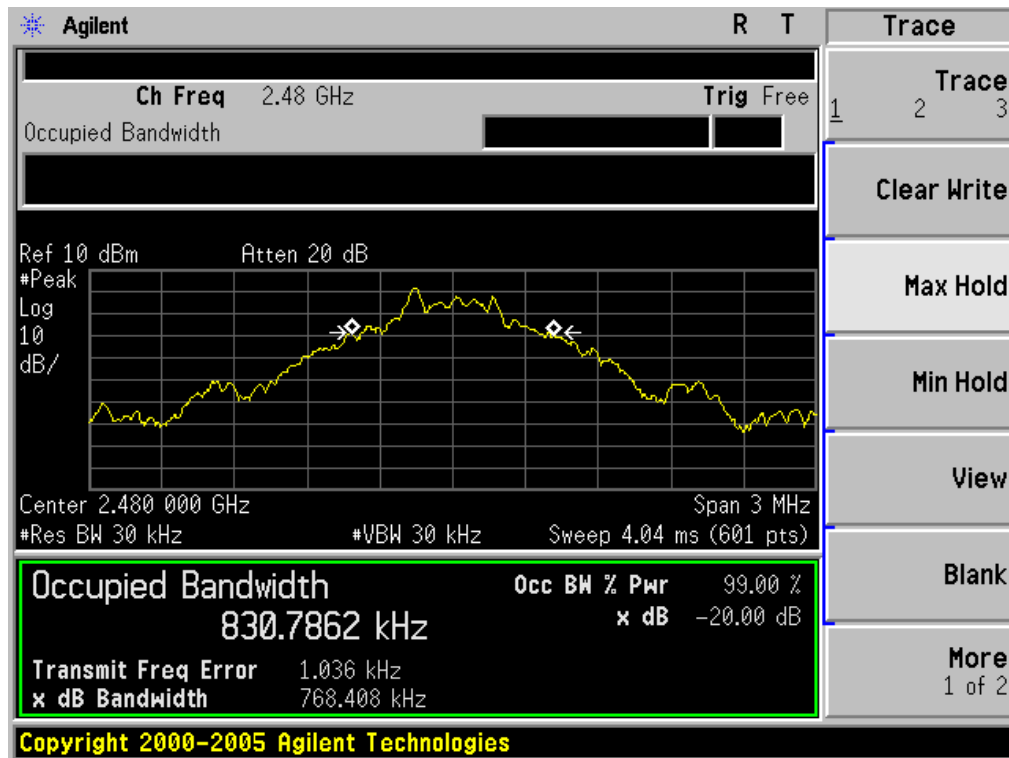 Agilent R T Trace
Ch Freq 2.48 GHz Trig Free
Occupied Bandwidth
Trace
1 2 3
Clear Write
Ref 10 dBm Atten 20 dB
#Peak
Log
10
dB/
Max Hold
Min Hold
View
Center 2.480 000 GHz Span 3 MHz
#Res BW 30 kHz #VBW 30 kHz Sweep 4.04 ms (601 pts)
Occupied Bandwidth
830.7862 kHz
Occ BW % Pwr 99.00 %
x dB -20.00 dB
Transmit Freq Error 1.036 kHz
x dB Bandwidth 768.408 kHz
Blank
More
1 of 2
Copyright 2000-2005 Agilent Technologies